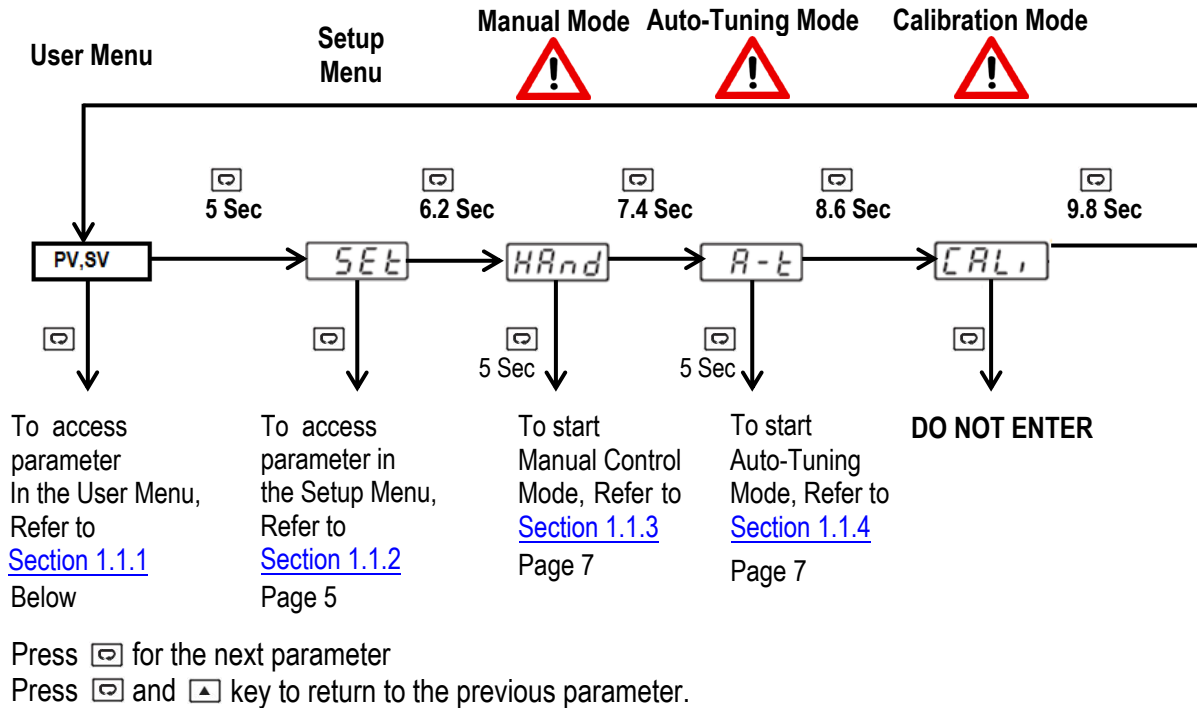 User Menu
Setup
Menu
Manual Mode
Auto-Tuning Mode
Calibration Mode
5 Sec
6.2 Sec
7.4 Sec
8.6 Sec
9.8 Sec
PV,SV
SEt
HAnd
A-t
CALi
5 Sec
5 Sec
To access
parameter
In the User Menu,
Refer to
Section 1.1.1
Below
To access
parameter in
the Setup Menu,
Refer to
Section 1.1.2
Page 5
To start
Manual Control
Mode, Refer to
Section 1.1.3
Page 7
To start
Auto-Tuning
Mode, Refer to
Section 1.1.4
Page 7
DO NOT ENTER
Press for the next parameter
Press and key to return to the previous parameter.